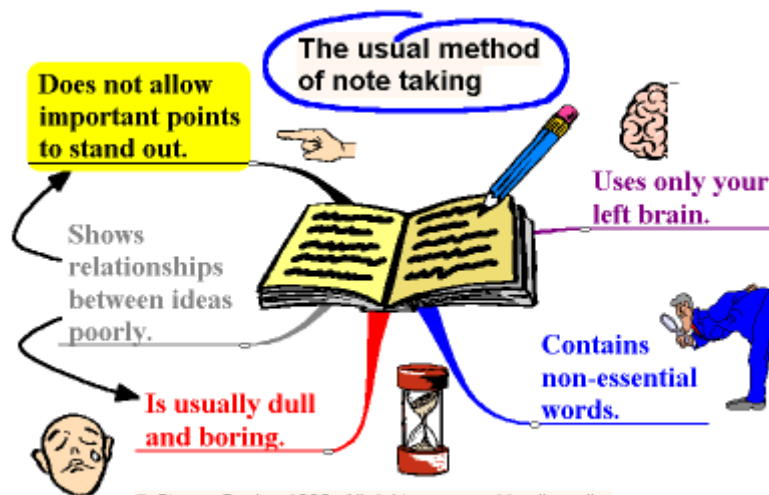 The usual method
of note taking
Does not allow
important points
to stand out.
Uses only your
left brain.
Shows
relationships
between ideas
poorly.
Contains
non-essential
words.
Is usually dull
and boring.